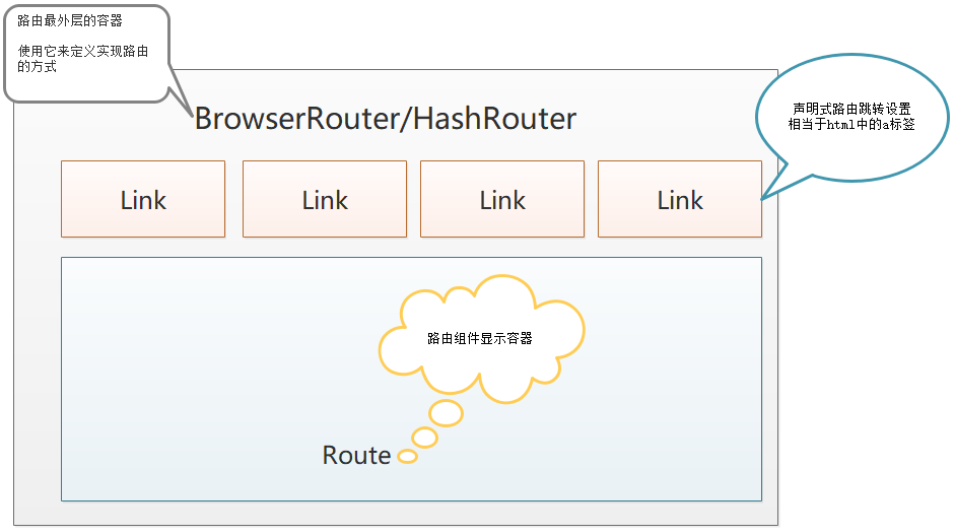 路由最外层的容器
使用它来定义实现路由
的方式
BrowserRouter/HashRouter
声明式路由跳转设置
相当于html中的a标签
Link
Link
Link
Link
路由组件显示容器
Route